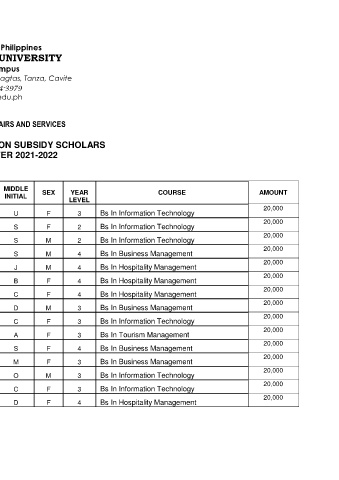 Philippines
UNIVERSITY
mpus
agtas, Tanza, Cavite
4-3979
edu.ph
AIRS AND SERVICES
ON SUBSIDY SCHOLARS
ER 2021-2022
MIDDLE INITIAL SEX YEAR LEVEL COURSE AMOUNT
U F 3 Bs In Information Technology 20,000
S F 2 Bs In Information Technology 20,000
S M 2 Bs In Information Technology 20,000
S M 4 Bs In Business Management 20,000
J M 4 Bs In Hospitality Management 20,000
B F 4 Bs In Hospitality Management 20,000
C F 4 Bs In Hospitality Management 20,000
D M 3 Bs In Business Management 20,000
C F 3 Bs In Information Technology 20,000
A F 3 Bs In Tourism Management 20,000
S F 4 Bs In Business Management 20,000
M F 3 Bs In Business Management 20,000
O M 3 Bs In Information Technology 20,000
C F 3 Bs In Information Technology 20,000
D F 4 Bs In Hospitality Management 20,000